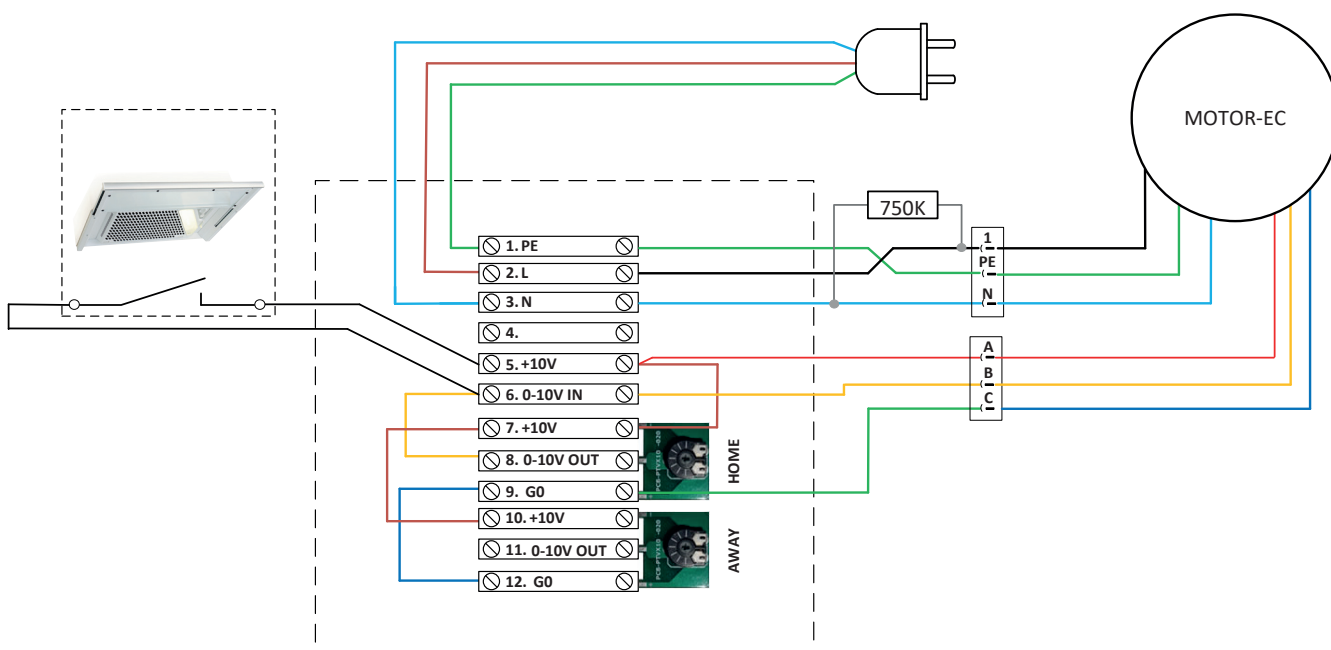 MOTOR-EC
750K
1. PE
2. L
3. N
4.
5. +10V
6. 0-10V IN
7. +10V
8. 0-10V OUT
9. G0
10. +10V
11. 0-10V OUT
12. G0
HOME
AWAY
1
PE
N
A
B
C